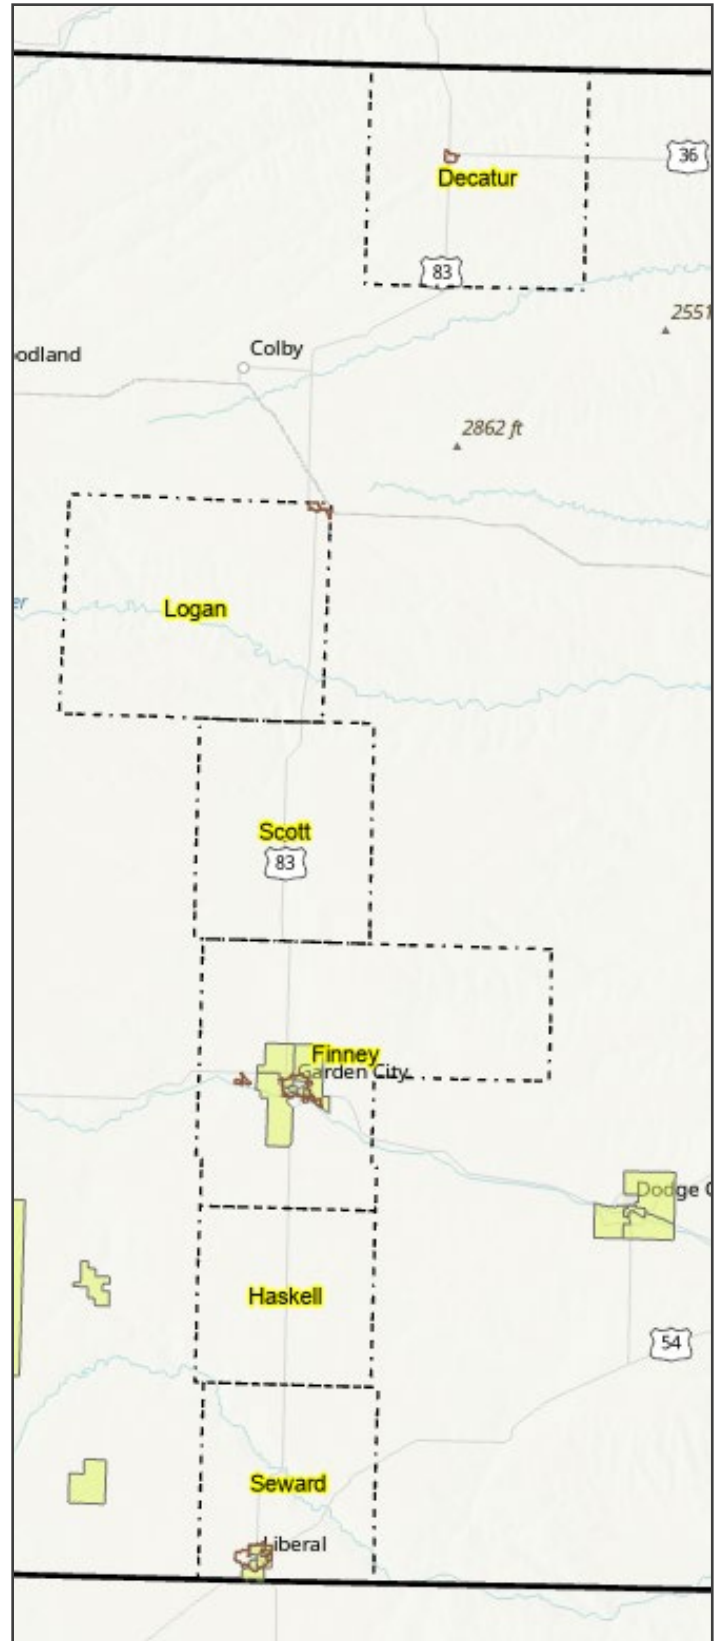 36
Decatur
83
2551
odland
Colby
2862 ft
er
Logan
Scott
83
Finney
Garden City
Dodge C
Haskell
54
Seward
Liberal